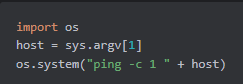 import os
host = sys.argv[1]
os.system("ping -c 1 " + host)